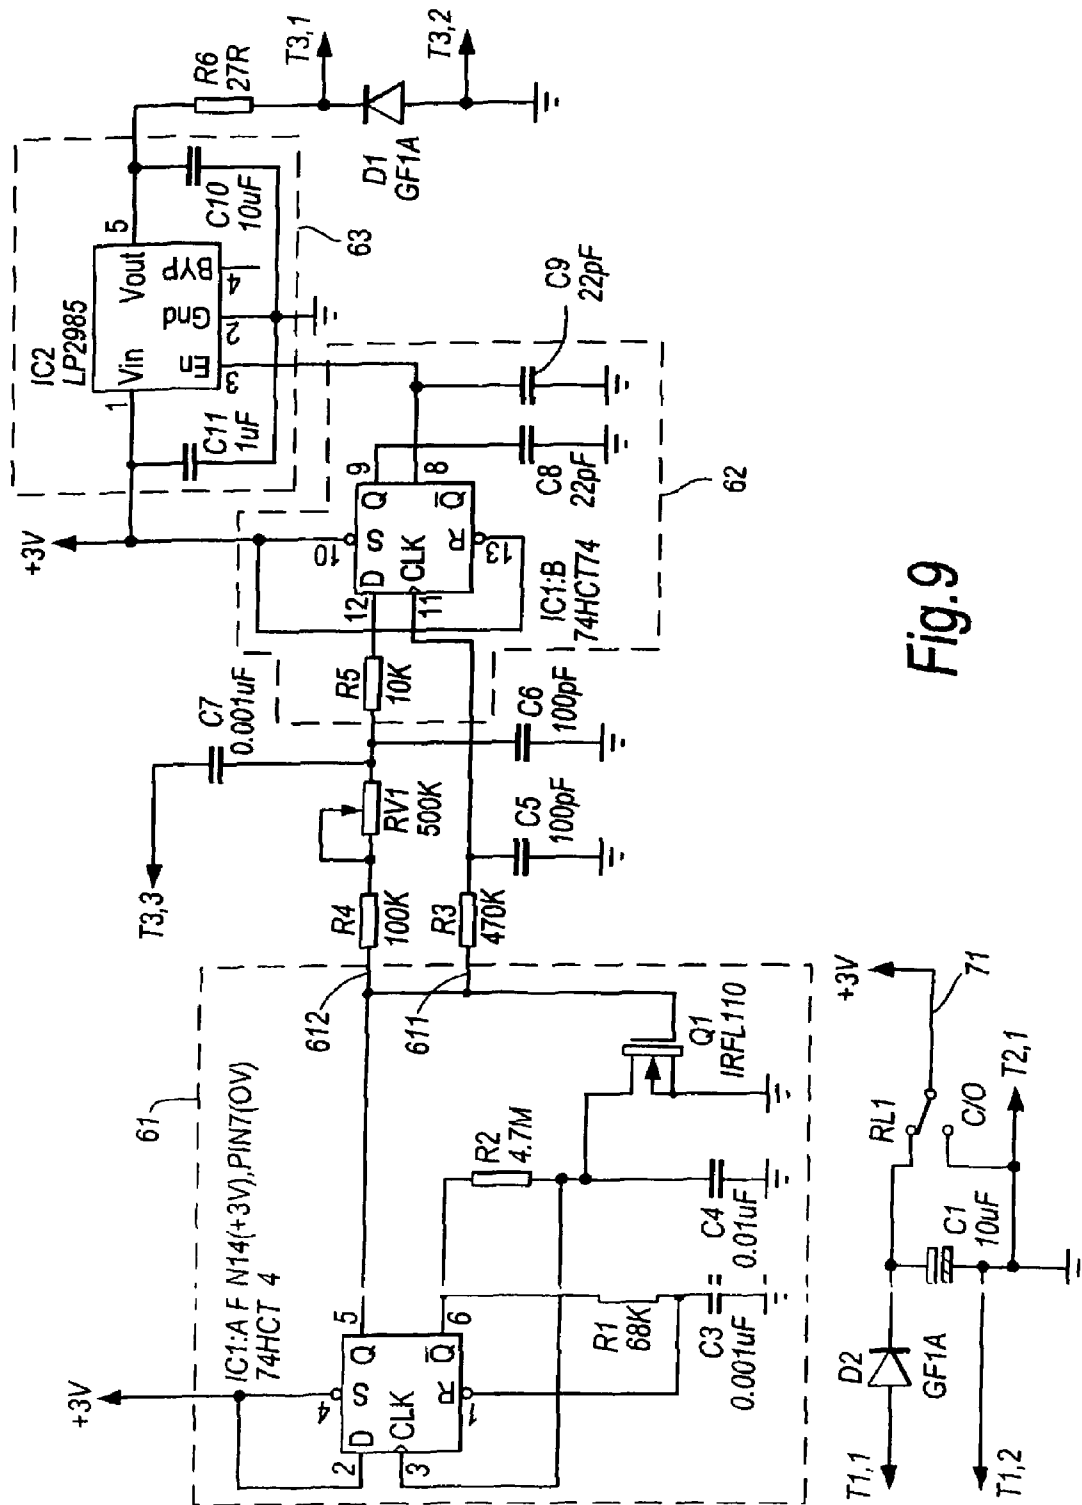 T3,1
T3,2
R6
27R
D1
GF1A
C10
10uF
63
5
Vout
BYP
4
Gnd
2
Vin
En
3
IC2
LP2985
1
C11
1uF
+3V
C9
22pF
C8
22pF
62
9
8
Q
Q
S
R
D
CLK
10
13
12
11
IC1:B
74HCT74
R5
10K
C7
0.001uF
C6
100pF
C5
100pF
RV1
500K
T3,3
R4
100K
R3
470K
612
611
61
Q1
IRFL110
R2
4.7M
C4
0.01uF
C3
0.001uF
R1
68K
IC1:A F N14(+3V),PIN7(OV)
74HCT 4
5
6
Q
Q
S
R
D
CLK
4
1
2
3
+3V
+3V
71
RL1
C/O
T2,1
C1
10uF
D2
GF1A
T1,1
T1,2
Fig.9